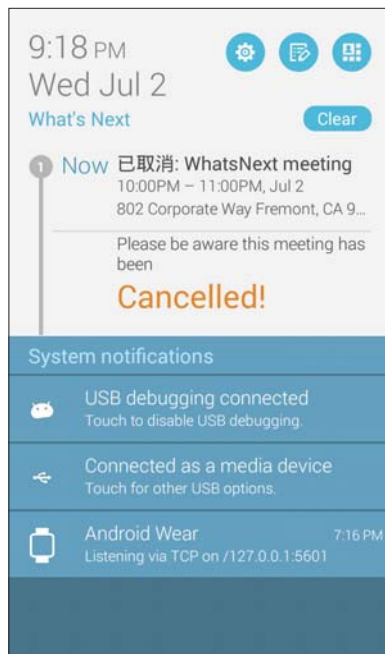 9:18 PM
Wed Jul 2
What's Next
Clear
1
Now
已取消: WhatsNext meeting
10:00PM – 11:00PM, Jul 2
802 Corporate Way Fremont, CA 9...
Please be aware this meeting has
been
Cancelled!
System notifications
USB debugging connected
Touch to disable USB debugging.
Connected as a media device
Touch for other USB options.
Android Wear
7:16 PM
Listening via TCP on /127.0.0.1:5601